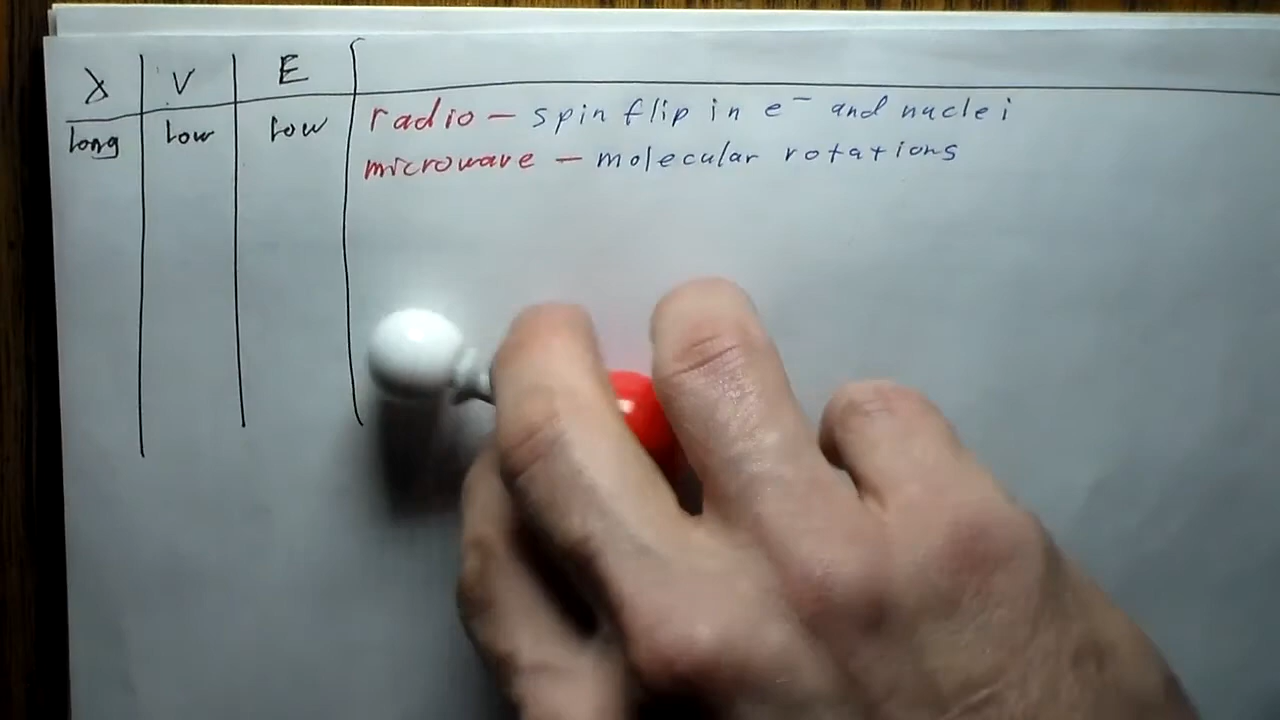 λ ν E
long low low radio – spin flip in e⁻ and nuclei
microwave – molecular rotations